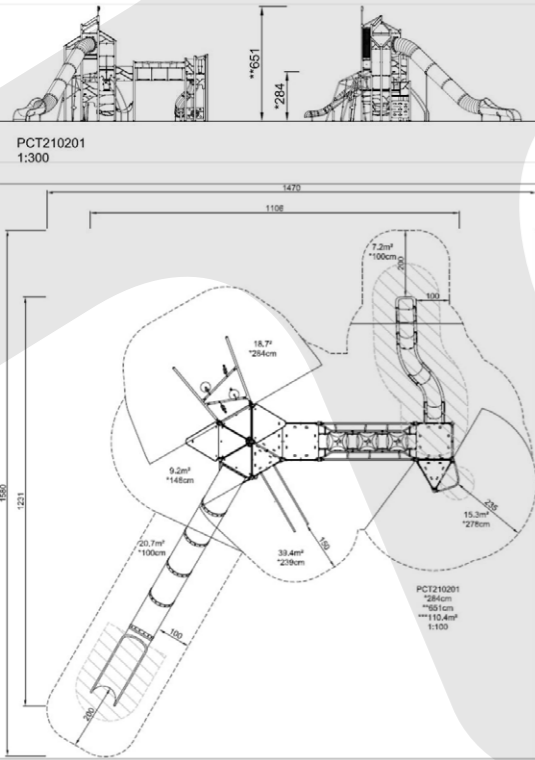 **651
*284
PCT210201
1:300
1470
1106
7.2m²
*100cm
200
100
18.7²
*284cm
9.2m²
*148cm
20.7m²
*100cm
39.4m²
*239cm
150
15.3m²
*278cm
235
1580
1231
100
200
PCT210201
*284cm
**651cm
***110.4m²
1:100